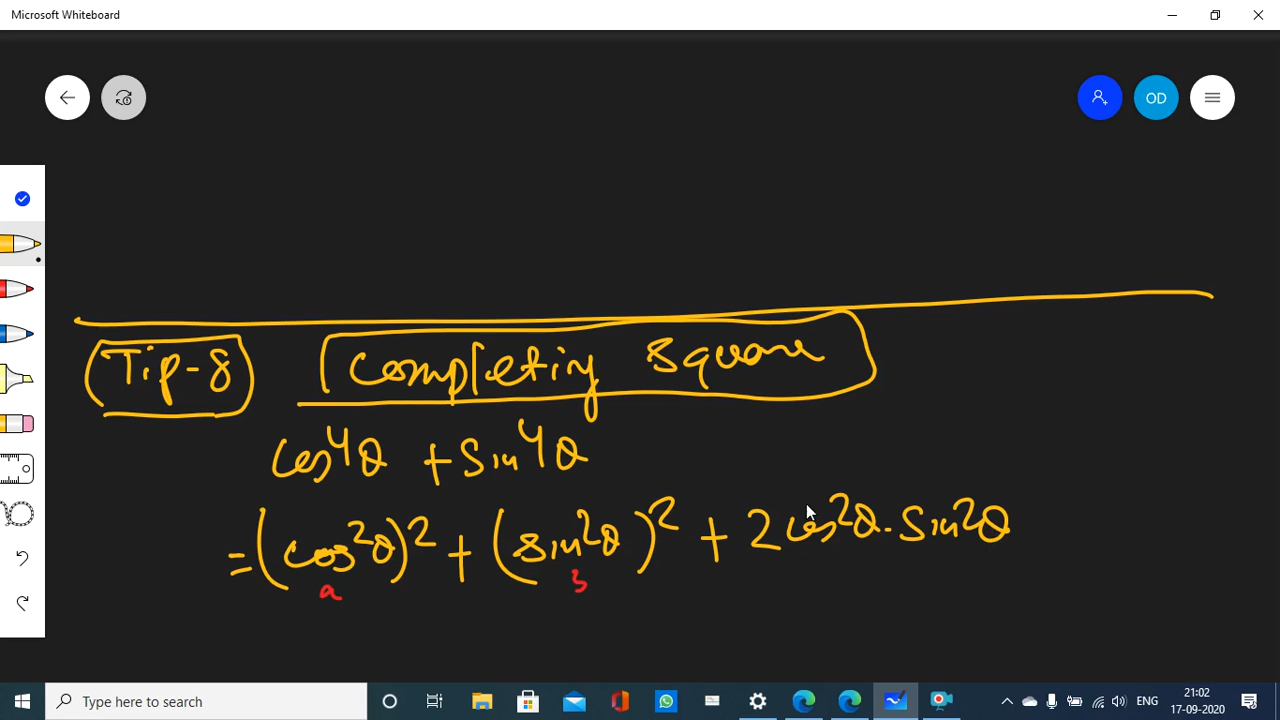 Microsoft Whiteboard
OD
Tip-8 Completing square
cos⁴θ + sin⁴θ
= (cos²θ)² + (sin²θ)² + 2cos²θ. sin²θ
a b
Type here to search
ENG
21:02
17-09-2020